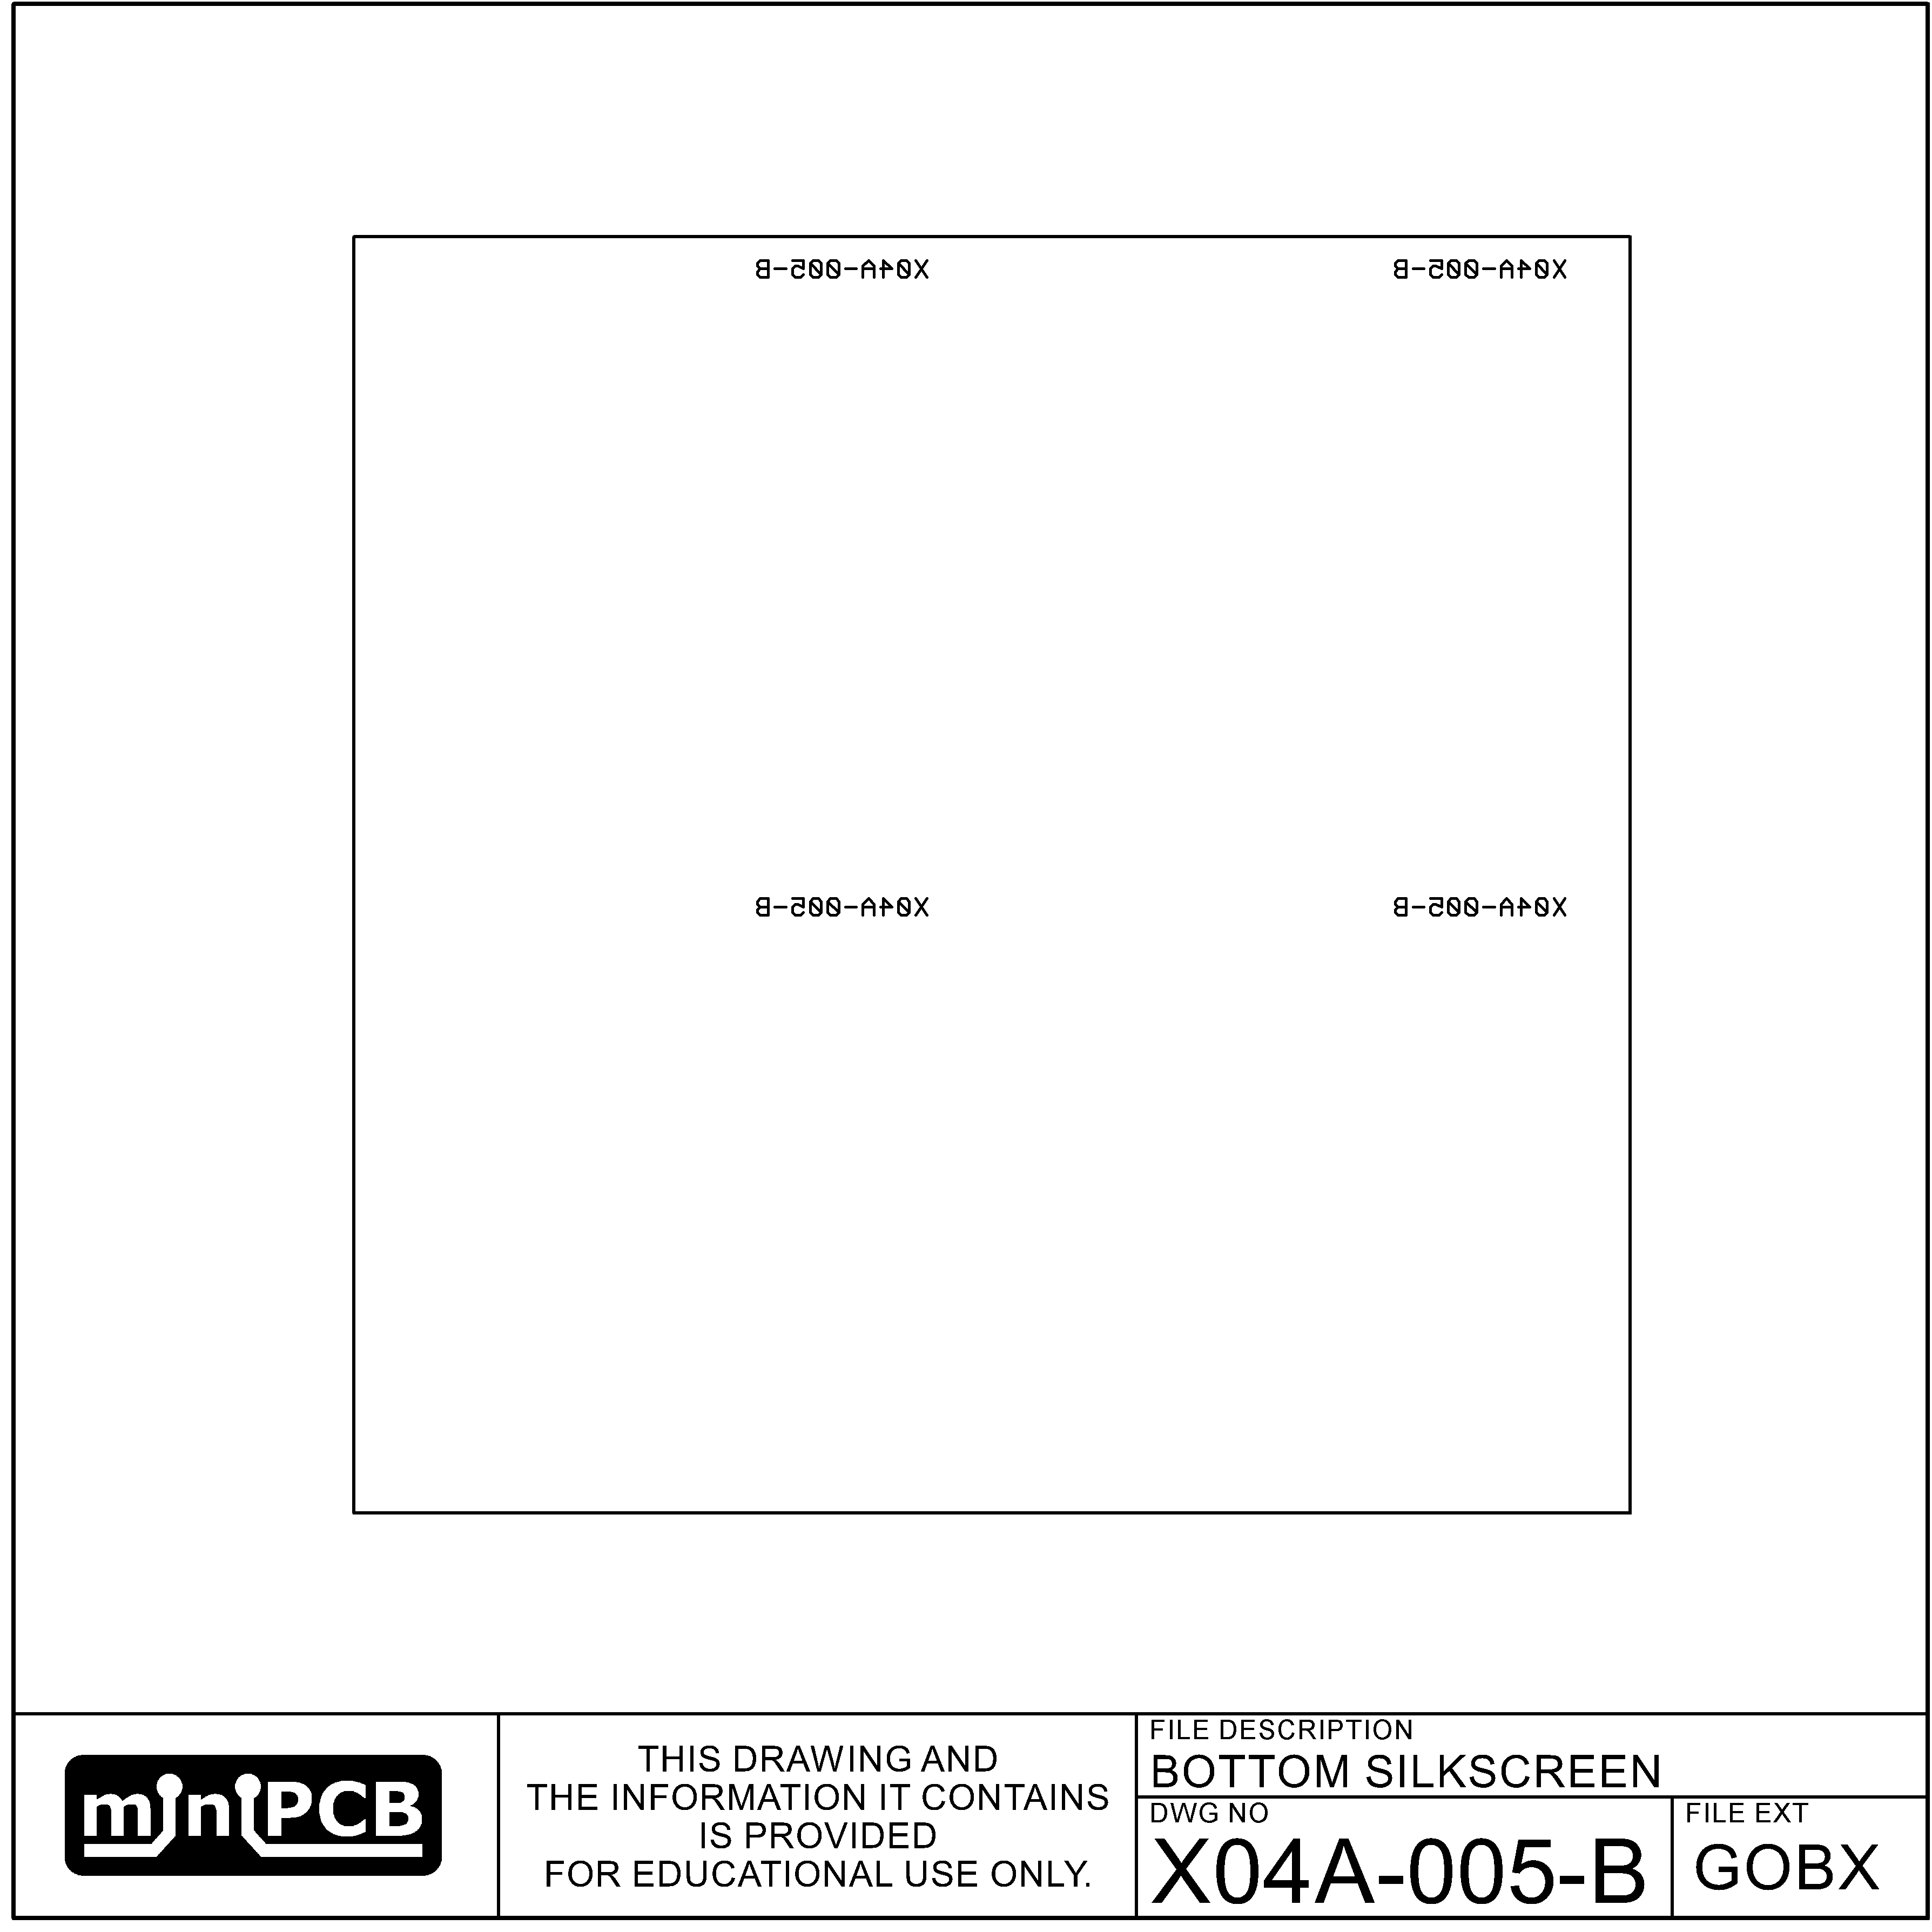 X04A-005-B X04A-005-B
X04A-005-B X04A-005-B
miniPCB
THIS DRAWING AND
THE INFORMATION IT CONTAINS
IS PROVIDED
FOR EDUCATIONAL USE ONLY.
FILE DESCRIPTION
BOTTOM SILKSCREEN
DWG NO
X04A-005-B
FILE EXT
GOBX